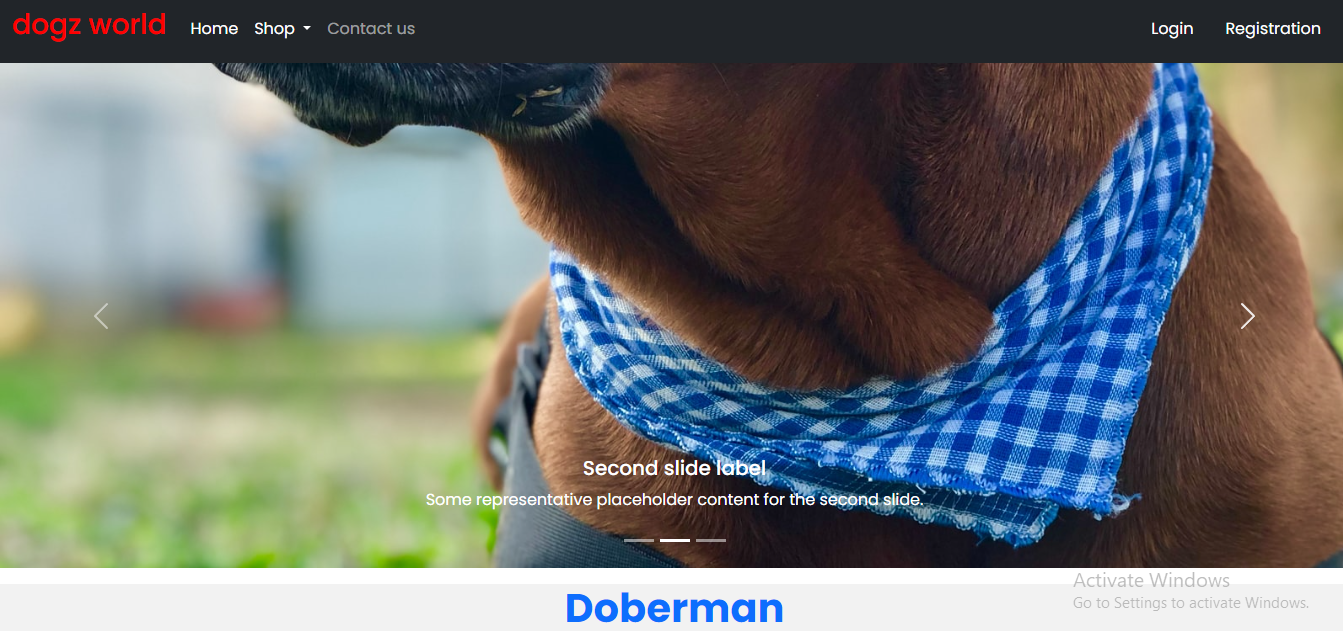 dogz world
Home Shop Contact us
Login Registration
Second slide label
Some representative placeholder content for the second slide.
Doberman
Activate Windows
Go to Settings to activate Windows.